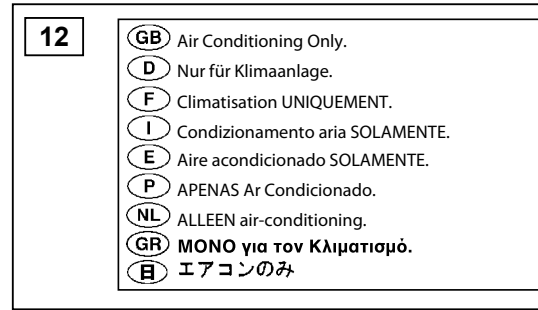 12
GB Air Conditioning Only.
D Nur für Klimaanlage.
F Climatisation UNIQUEMENT.
I Condizionamento aria SOLAMENTE.
E Aire acondicionado SOLAMENTE.
P APENAS Ar Condicionado.
NL ALLEEN air-conditioning.
GR ΜΟΝΟ για τον Κλιματισμό.
日 エアコンのみ